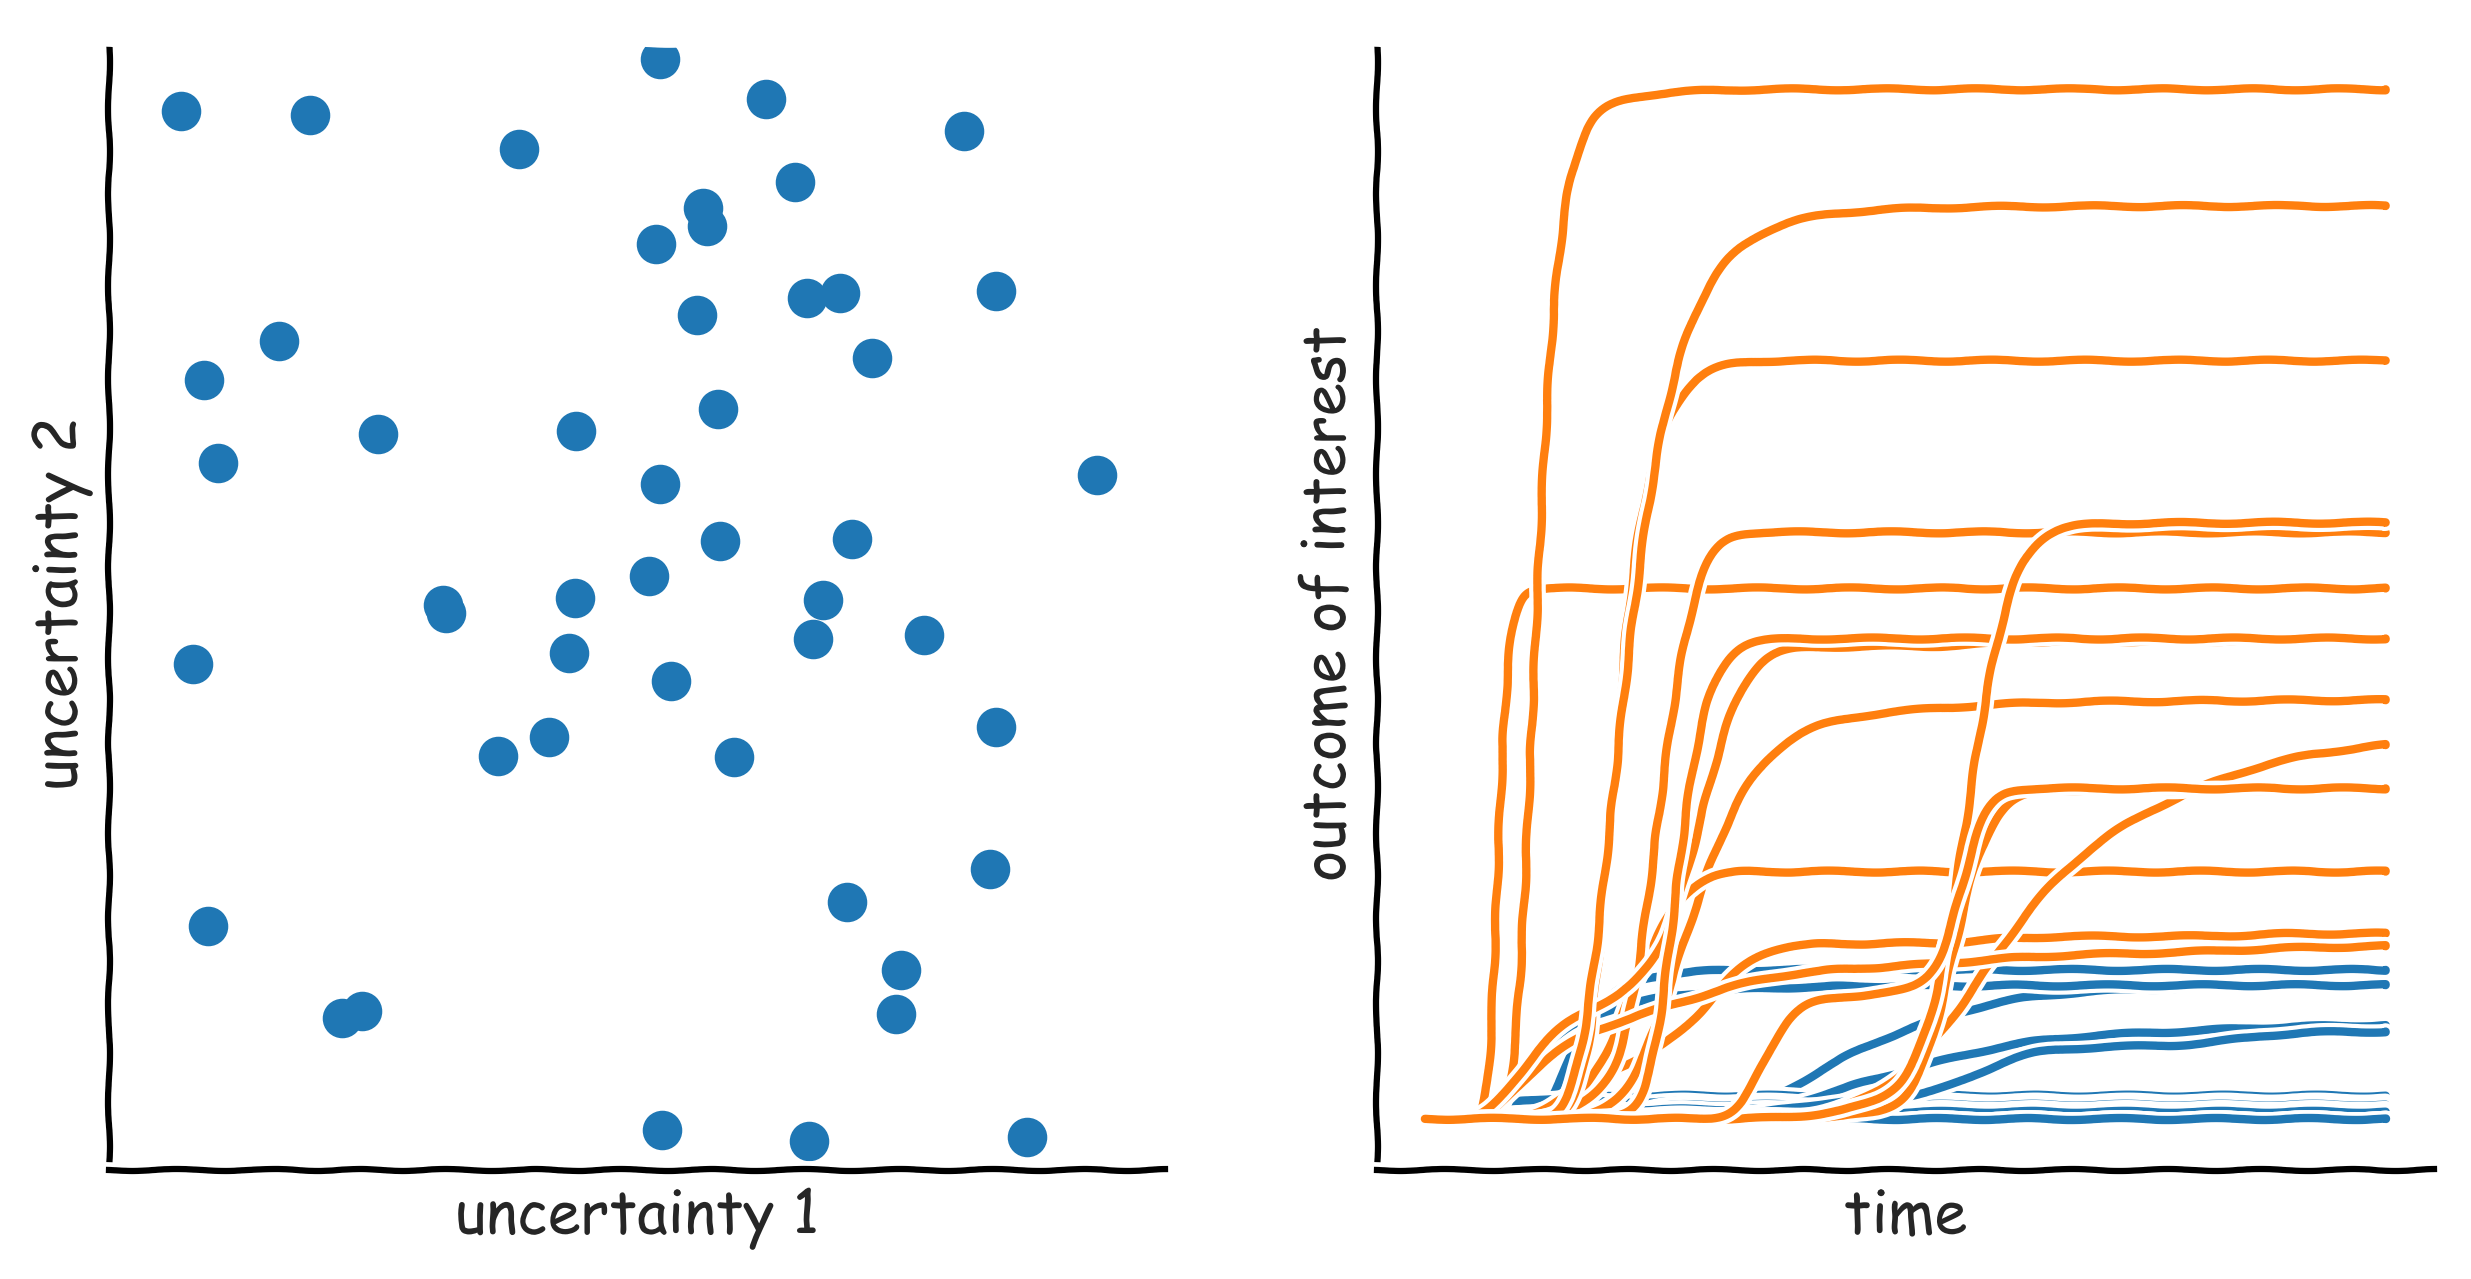 uncertainty 2
uncertainty 1
outcome of interest
time